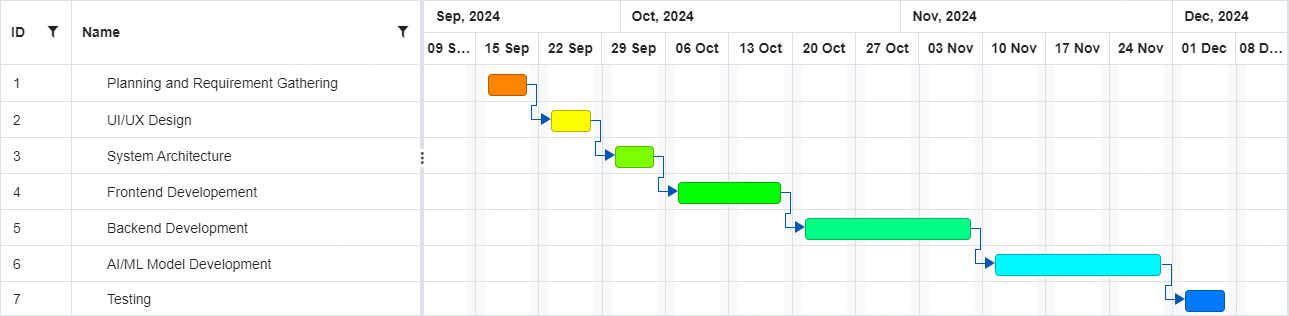 Sep, 2024 Oct, 2024 Nov, 2024 Dec, 2024
ID Name
09 S... 15 Sep 22 Sep 29 Sep 06 Oct 13 Oct 20 Oct 27 Oct 03 Nov 10 Nov 17 Nov 24 Nov 01 Dec 08 D...
1 Planning and Requirement Gathering
2 UI/UX Design
3 System Architecture
4 Frontend Developement
5 Backend Development
6 AI/ML Model Development
7 Testing